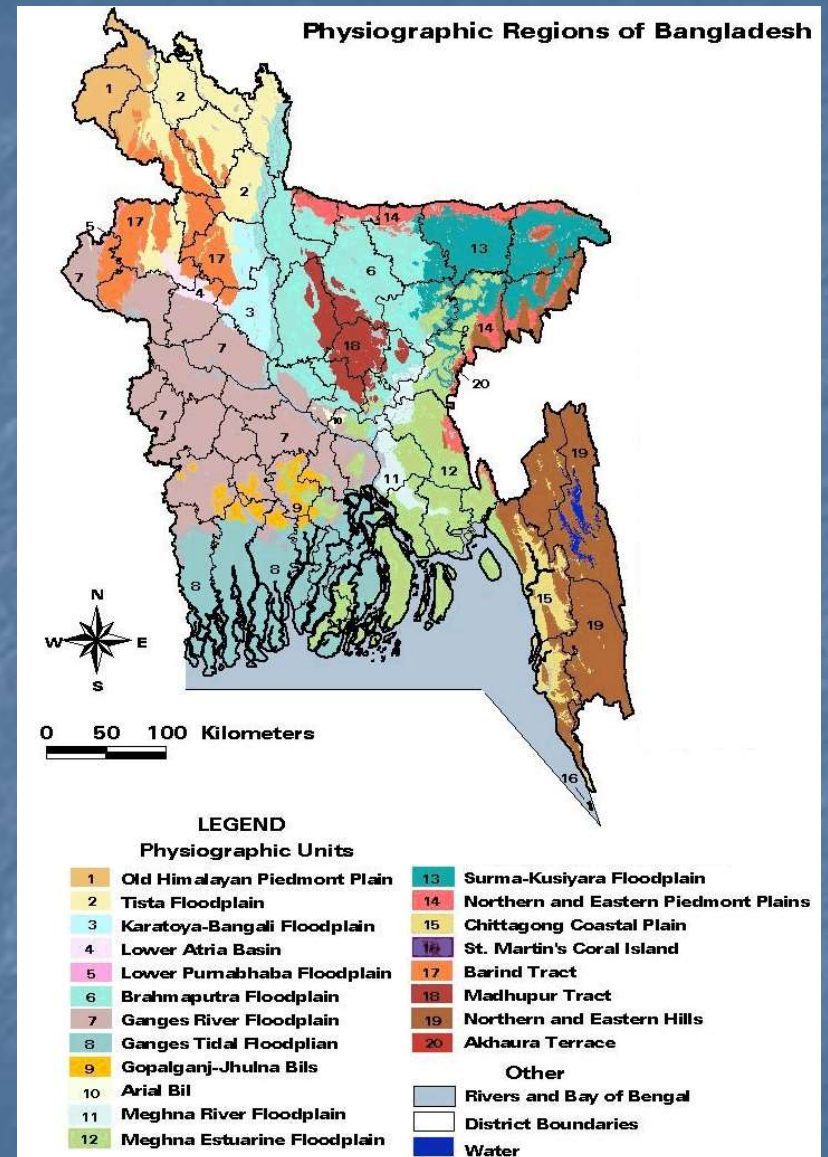 Physiographic Regions of Bangladesh
1
2
2
5
17
17
7
4
3
14
13
6
18
14
20
7
7
7
10
11
12
9
8
8
19
15
19
16
N
W E
S
0 50 100 Kilometers
LEGEND
Physiographic Units
1 Old Himalayan Piedmont Plain
2 Tista Floodplain
3 Karatoya-Bangali Floodplain
4 Lower Atria Basin
5 Lower Purnabhaba Floodplain
6 Brahmaputra Floodplain
7 Ganges River Floodplain
8 Ganges Tidal Floodplian
9 Gopalganj-Jhulna Bils
10 Arial Bil
11 Meghna River Floodplain
12 Meghna Estuarine Floodplain
13 Surma-Kusiyara Floodplain
14 Northern and Eastern Piedmont Plains
15 Chittagong Coastal Plain
16 St. Martin's Coral Island
17 Barind Tract
18 Madhupur Tract
19 Northern and Eastern Hills
20 Akhaura Terrace
Other
Rivers and Bay of Bengal
District Boundaries
Water